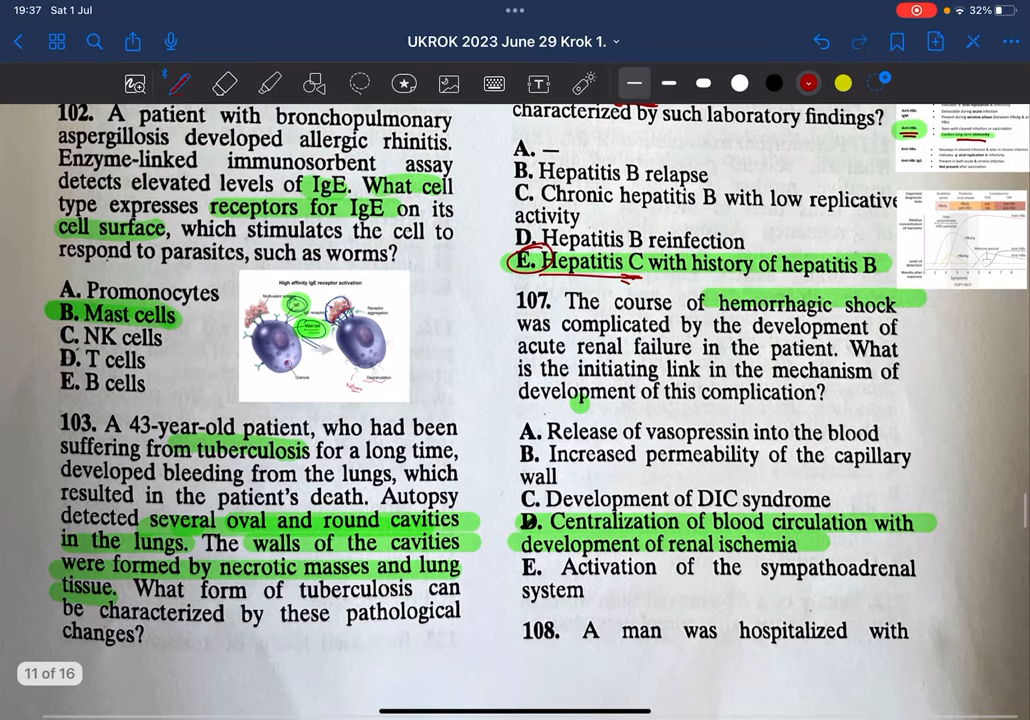 19:37 Sat 1 Jul
32%
UKROK 2023 June 29 Krok 1.
102. A patient with bronchopulmonary
aspergillosis developed allergic rhinitis.
Enzyme-linked immunosorbent assay
detects elevated levels of IgE. What cell
type expresses receptors for IgE on its
cell surface, which stimulates the cell to
respond to parasites, such as worms?
A. Promonocytes
B. Mast cells
C. NK cells
D. T cells
E. B cells
High affinity IgE receptor activation
Receptor
aggregation
Mast cell
Granule
Degranulation
103. A 43-year-old patient, who had been
suffering from tuberculosis for a long time,
developed bleeding from the lungs, which
resulted in the patient's death. Autopsy
detected several oval and round cavities
in the lungs. The walls of the cavities
were formed by necrotic masses and lung
tissue. What form of tuberculosis can
be characterized by these pathological
changes?
11 of 16
characterized by such laboratory findings?
A. —
B. Hepatitis B relapse
C. Chronic hepatitis B with low replicative
activity
D. Hepatitis B reinfection
E. Hepatitis C with history of hepatitis B
107. The course of hemorrhagic shock
was complicated by the development of
acute renal failure in the patient. What
is the initiating link in the mechanism of
development of this complication?
A. Release of vasopressin into the blood
B. Increased permeability of the capillary
wall
C. Development of DIC syndrome
D. Centralization of blood circulation with
development of renal ischemia
E. Activation of the sympathoadrenal
system
108. A man was hospitalized with